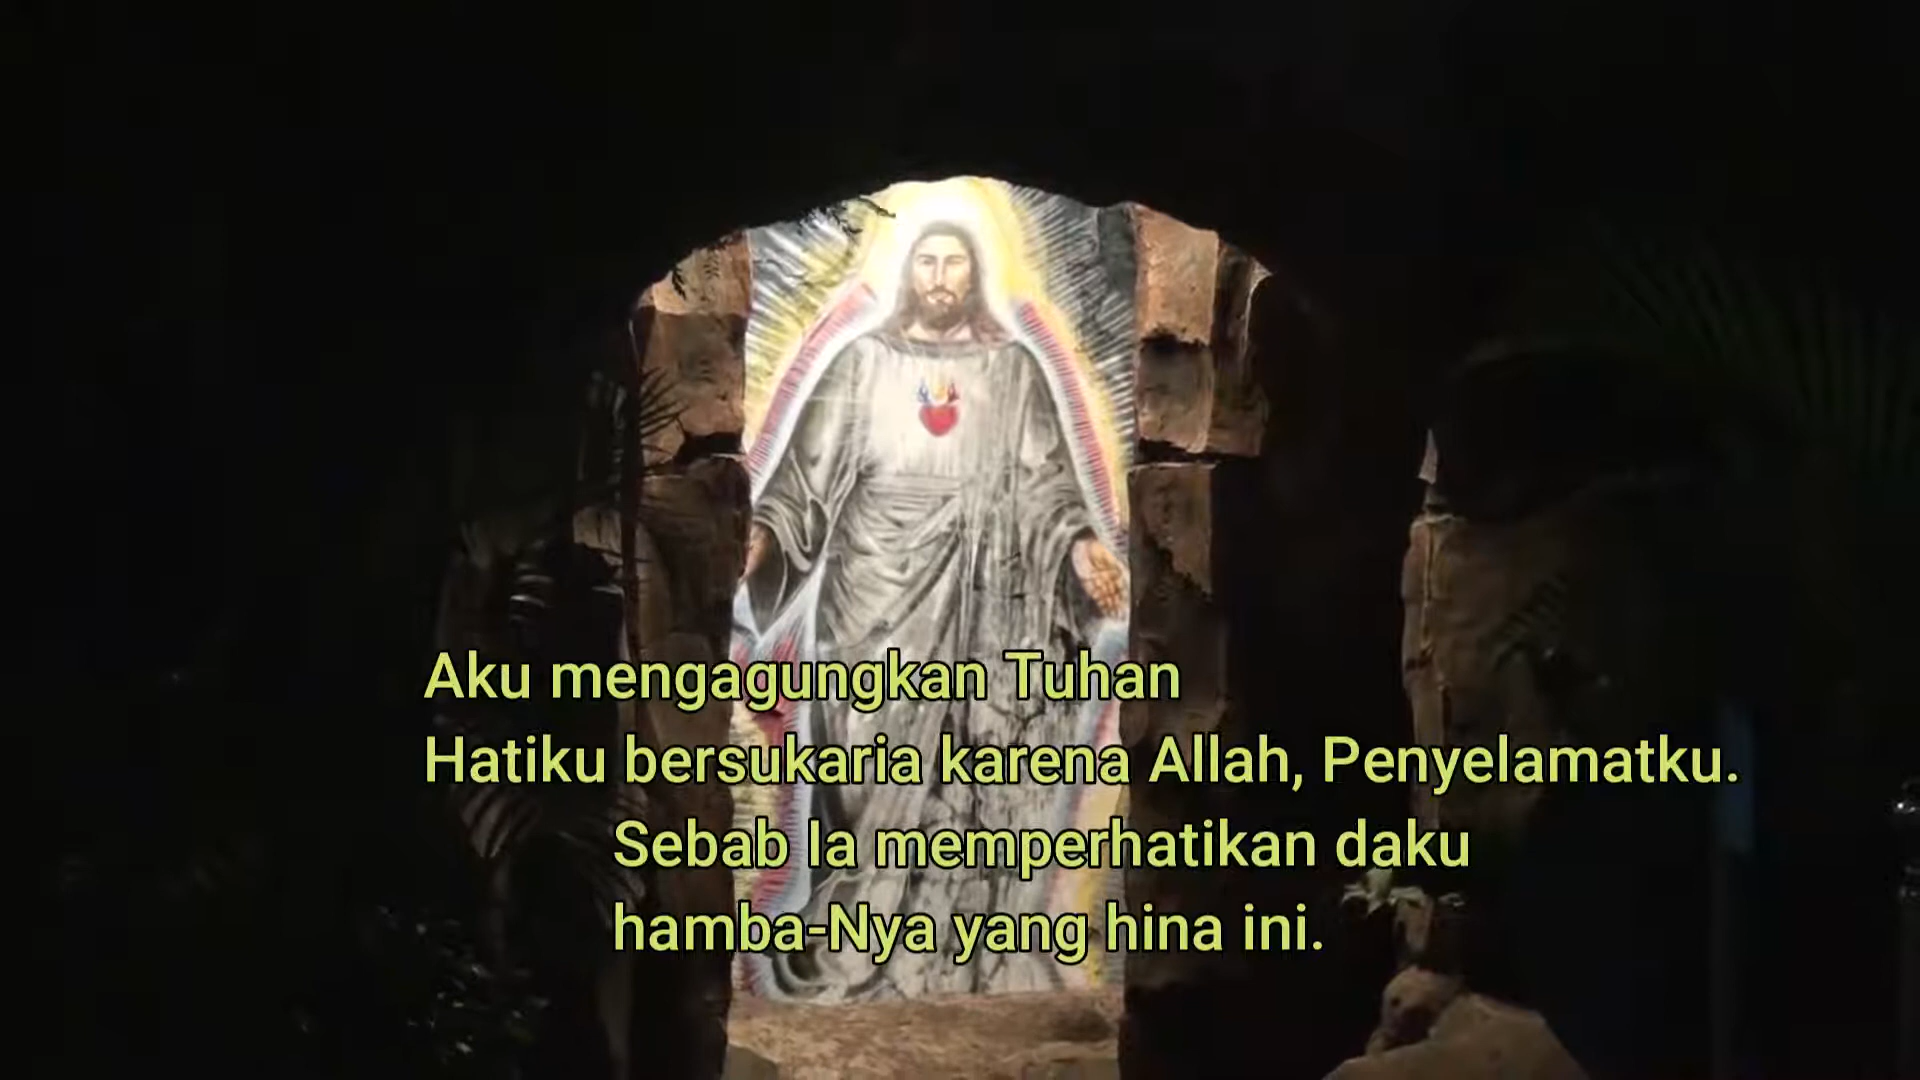 Aku mengagungkan Tuhan
Hatiku bersukaria karena Allah, Penyelamatku.
Sebab Ia memperhatikan daku
hamba-Nya yang hina ini.